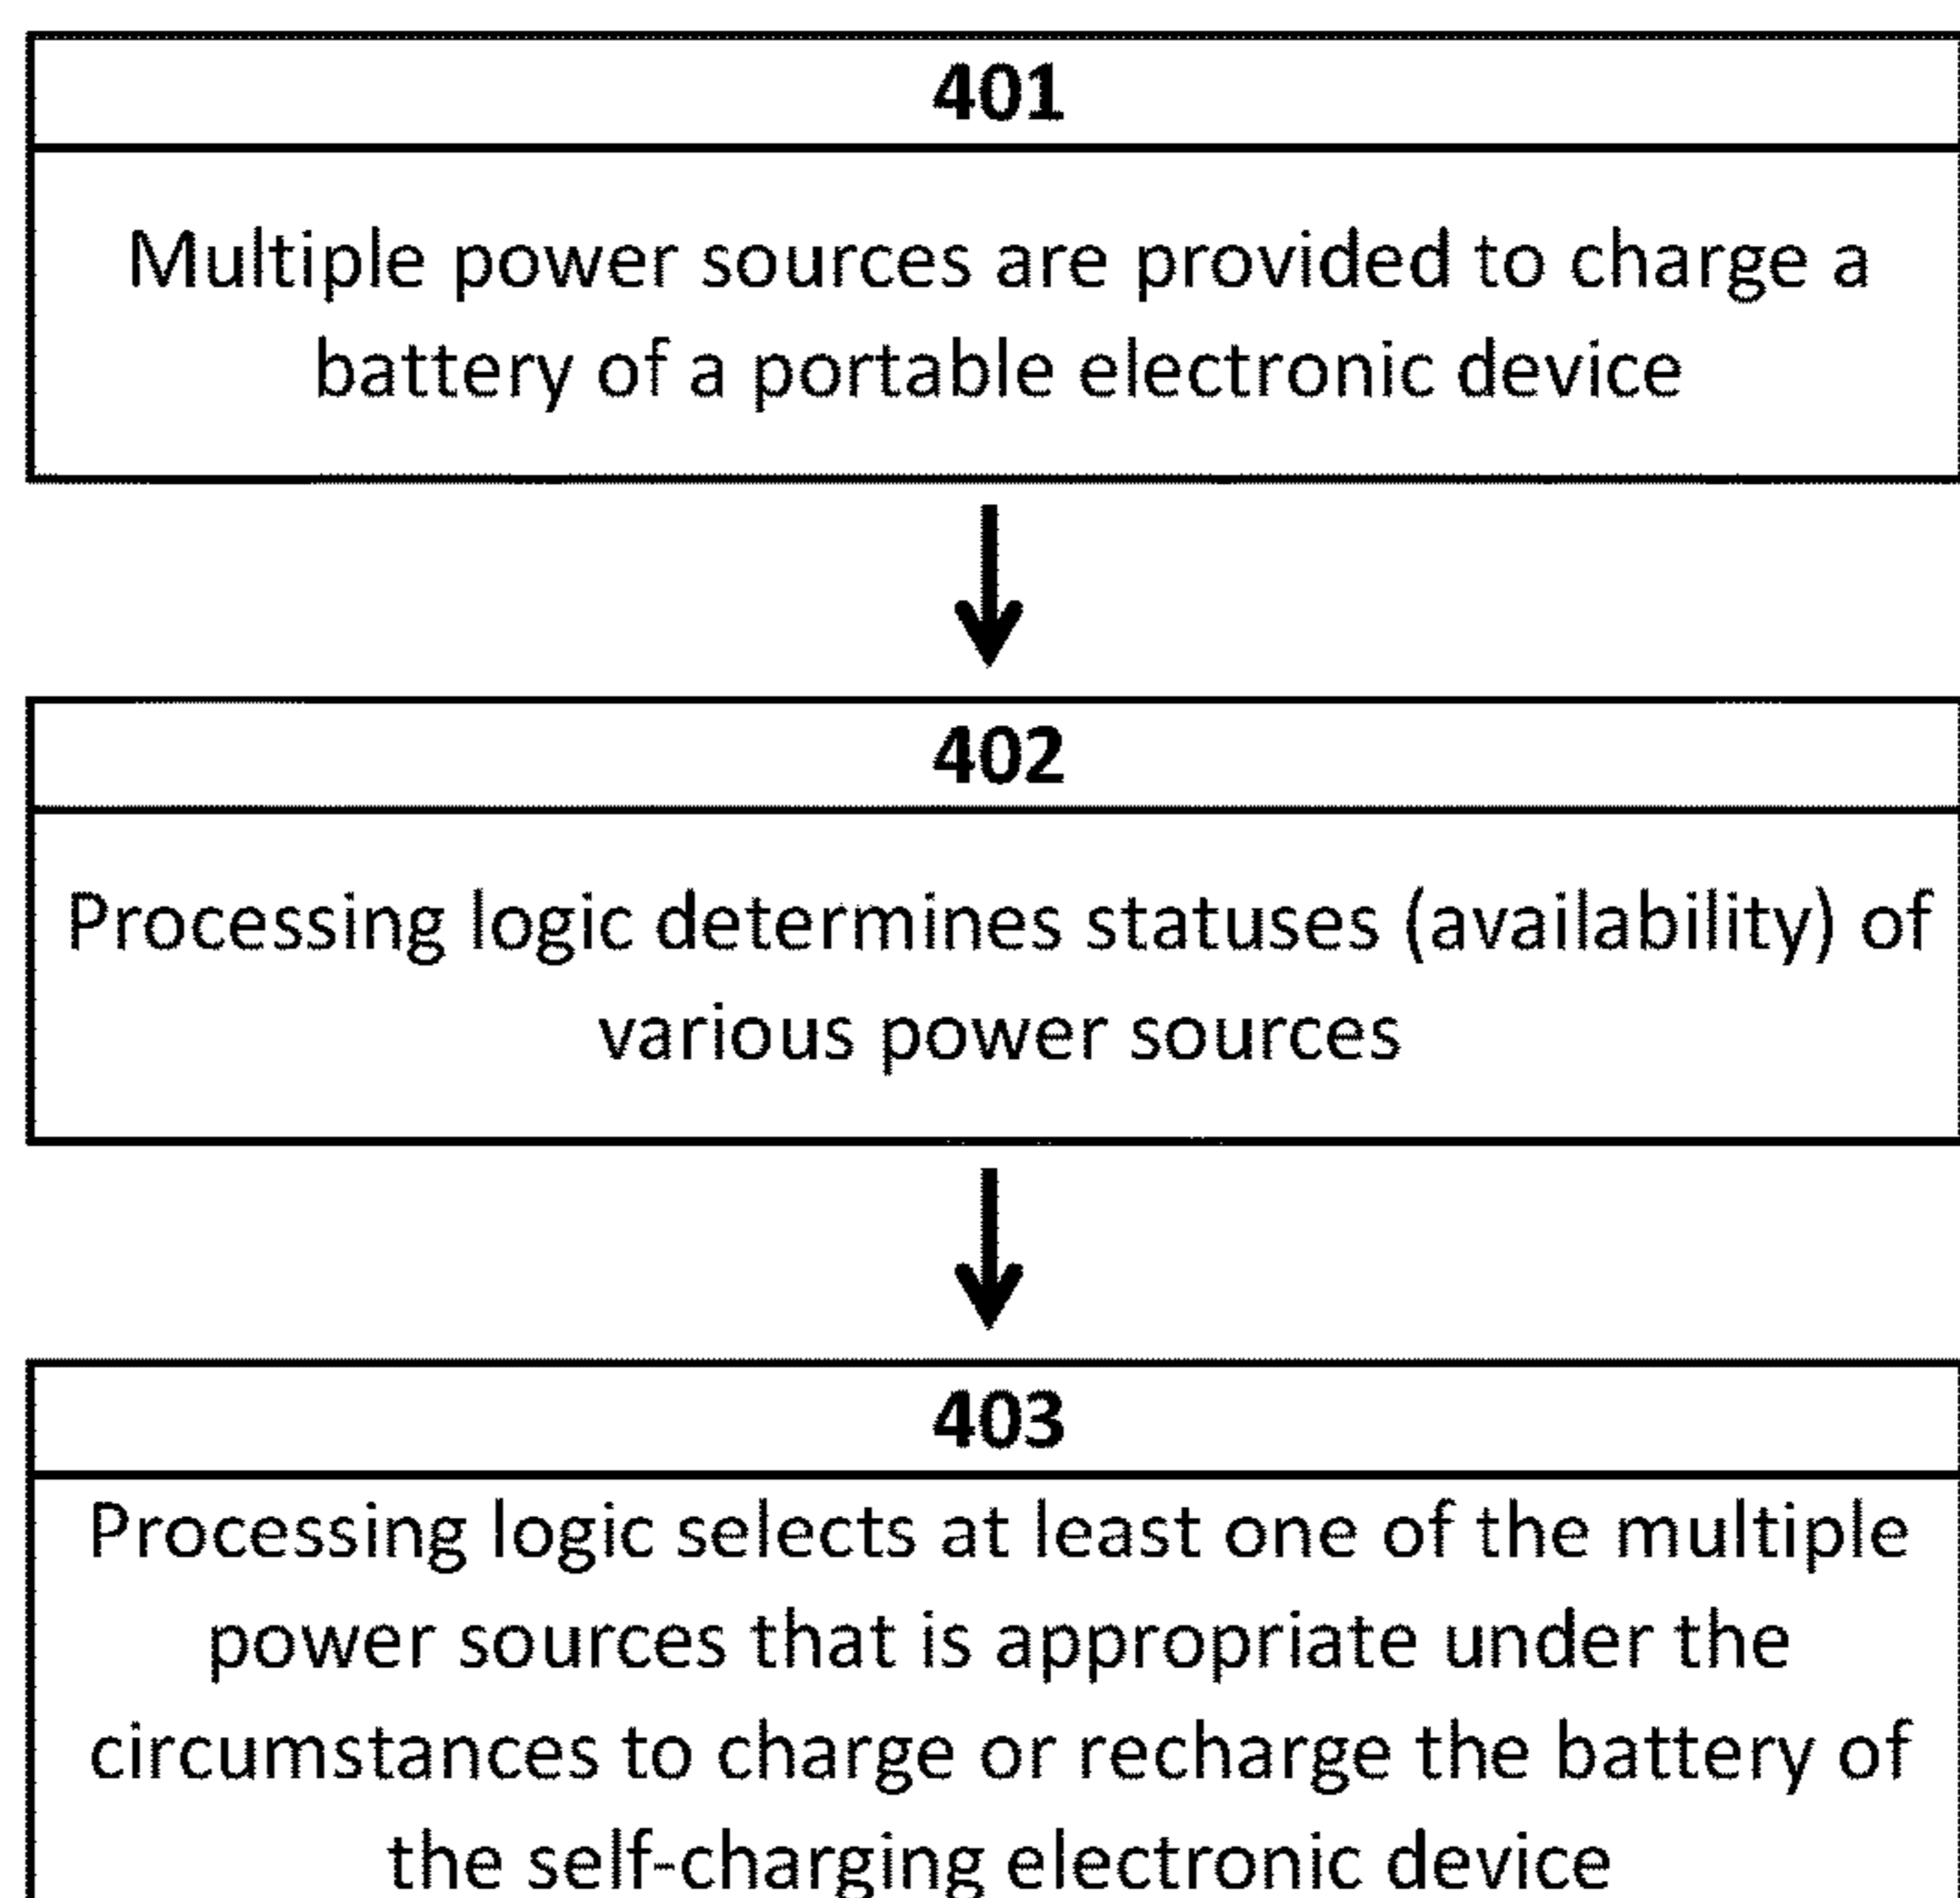 401
Multiple power sources are provided to charge a
battery of a portable electronic device
402
Processing logic determines statuses (availability) of
various power sources
403
Processing logic selects at least one of the multiple
power sources that is appropriate under the
circumstances to charge or recharge the battery of
the self-charging electronic device